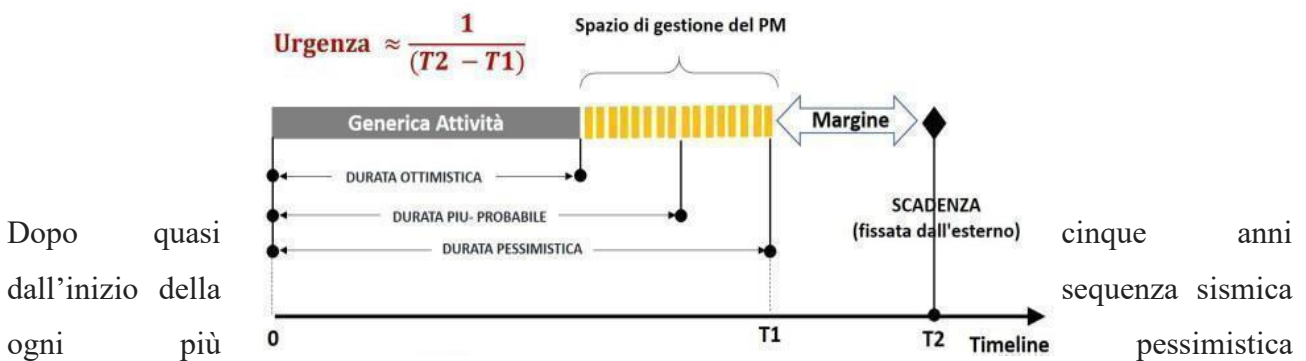 Urgenza ≈ 1 / (T2 − T1)
Spazio di gestione del PM
Generica Attività
Margine
DURATA OTTIMISTICA
DURATA PIU- PROBABILE
DURATA PESSIMISTICA
SCADENZA
(fissata dall'esterno)
0
T1
T2
Timeline
Dopo quasi cinque anni
dall’inizio della sequenza sismica
ogni più pessimistica